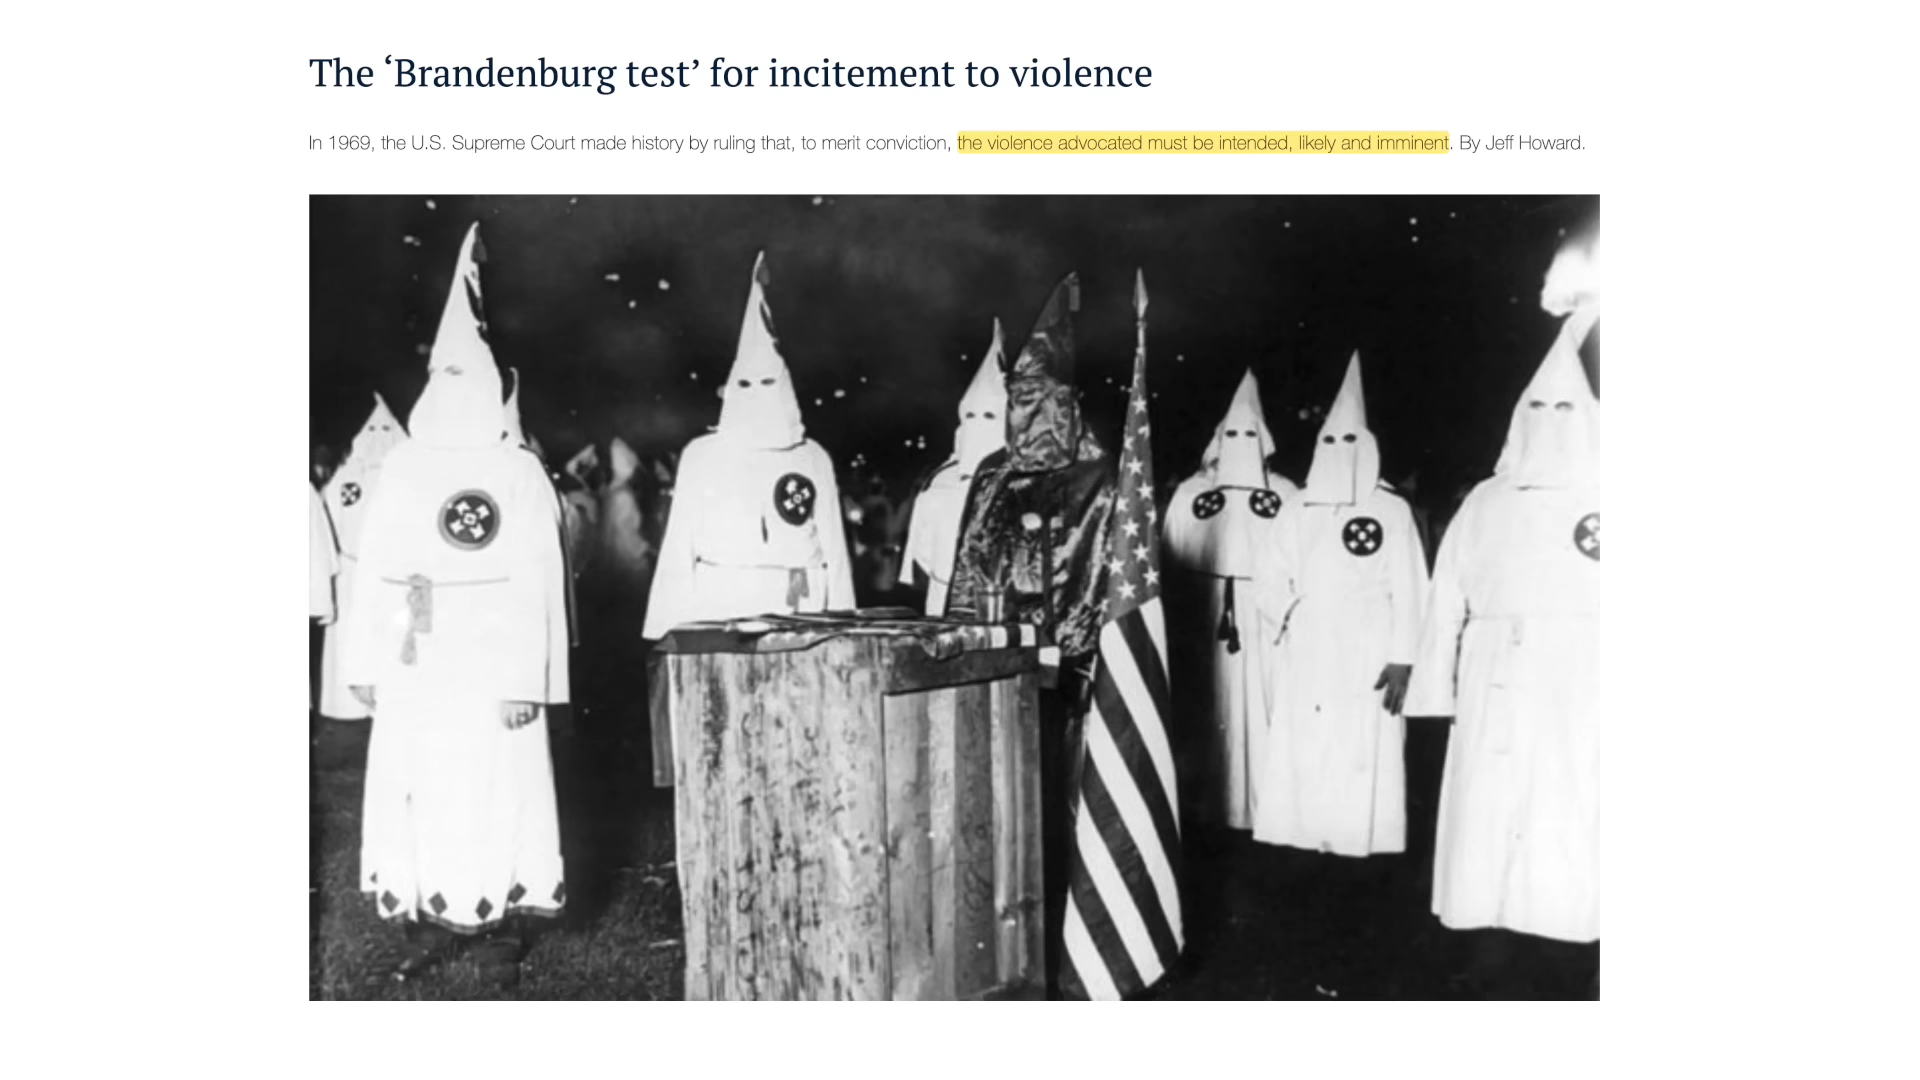 The ‘Brandenburg test’ for incitement to violence
In 1969, the U.S. Supreme Court made history by ruling that, to merit conviction, the violence advocated must be intended, likely and imminent. By Jeff Howard.